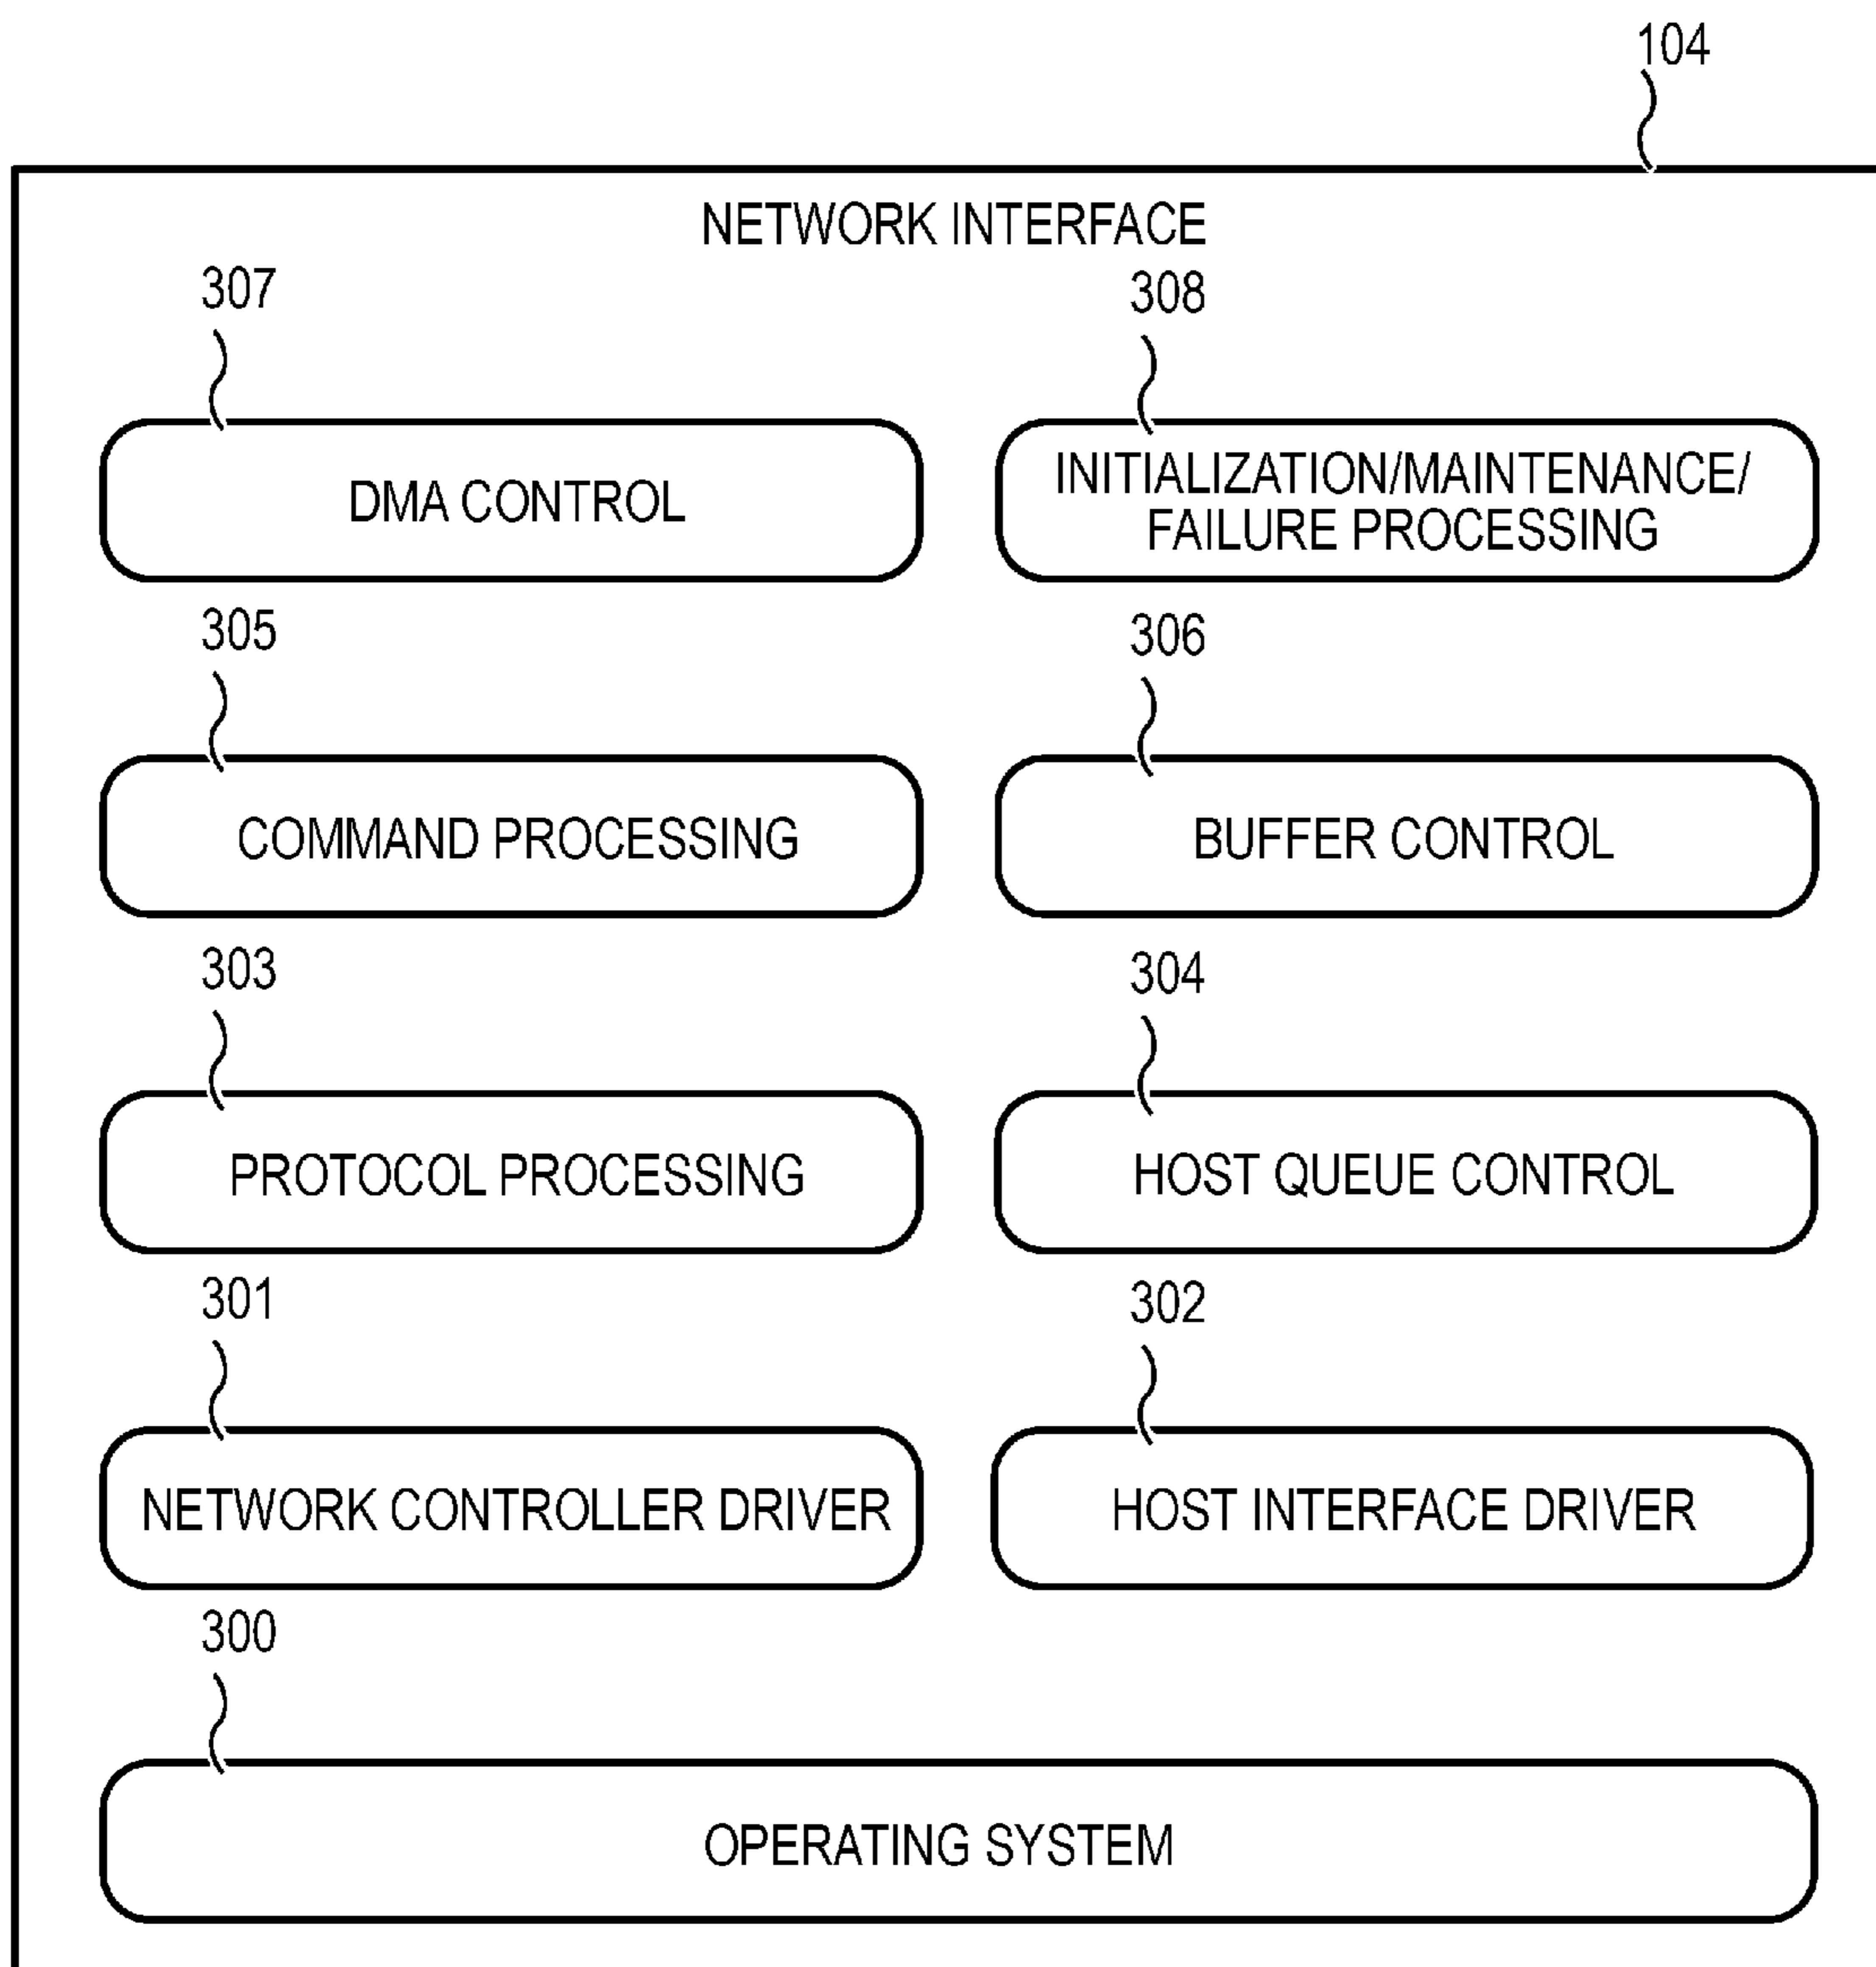 104
NETWORK INTERFACE
307
308
DMA CONTROL
INITIALIZATION/MAINTENANCE/
FAILURE PROCESSING
305
306
COMMAND PROCESSING
BUFFER CONTROL
303
304
PROTOCOL PROCESSING
HOST QUEUE CONTROL
301
302
NETWORK CONTROLLER DRIVER
HOST INTERFACE DRIVER
300
OPERATING SYSTEM